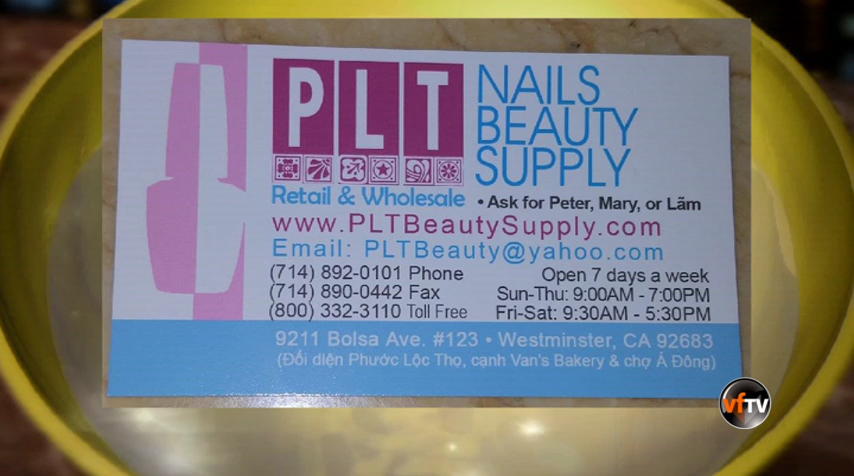 PLT
NAILS
BEAUTY
SUPPLY
Retail & Wholesale
• Ask for Peter, Mary, or Lãm
www.PLTBeautySupply.com
Email: PLTBeauty@yahoo.com
(714) 892-0101 Phone
(714) 890-0442 Fax
(800) 332-3110 Toll Free
Open 7 days a week
Sun-Thu: 9:00AM - 7:00PM
Fri-Sat: 9:30AM - 5:30PM
9211 Bolsa Ave. #123 • Westminster, CA 92683
(Đối diện Phước Lộc Thọ, cạnh Van's Bakery & chợ Á Đông)
vfTV